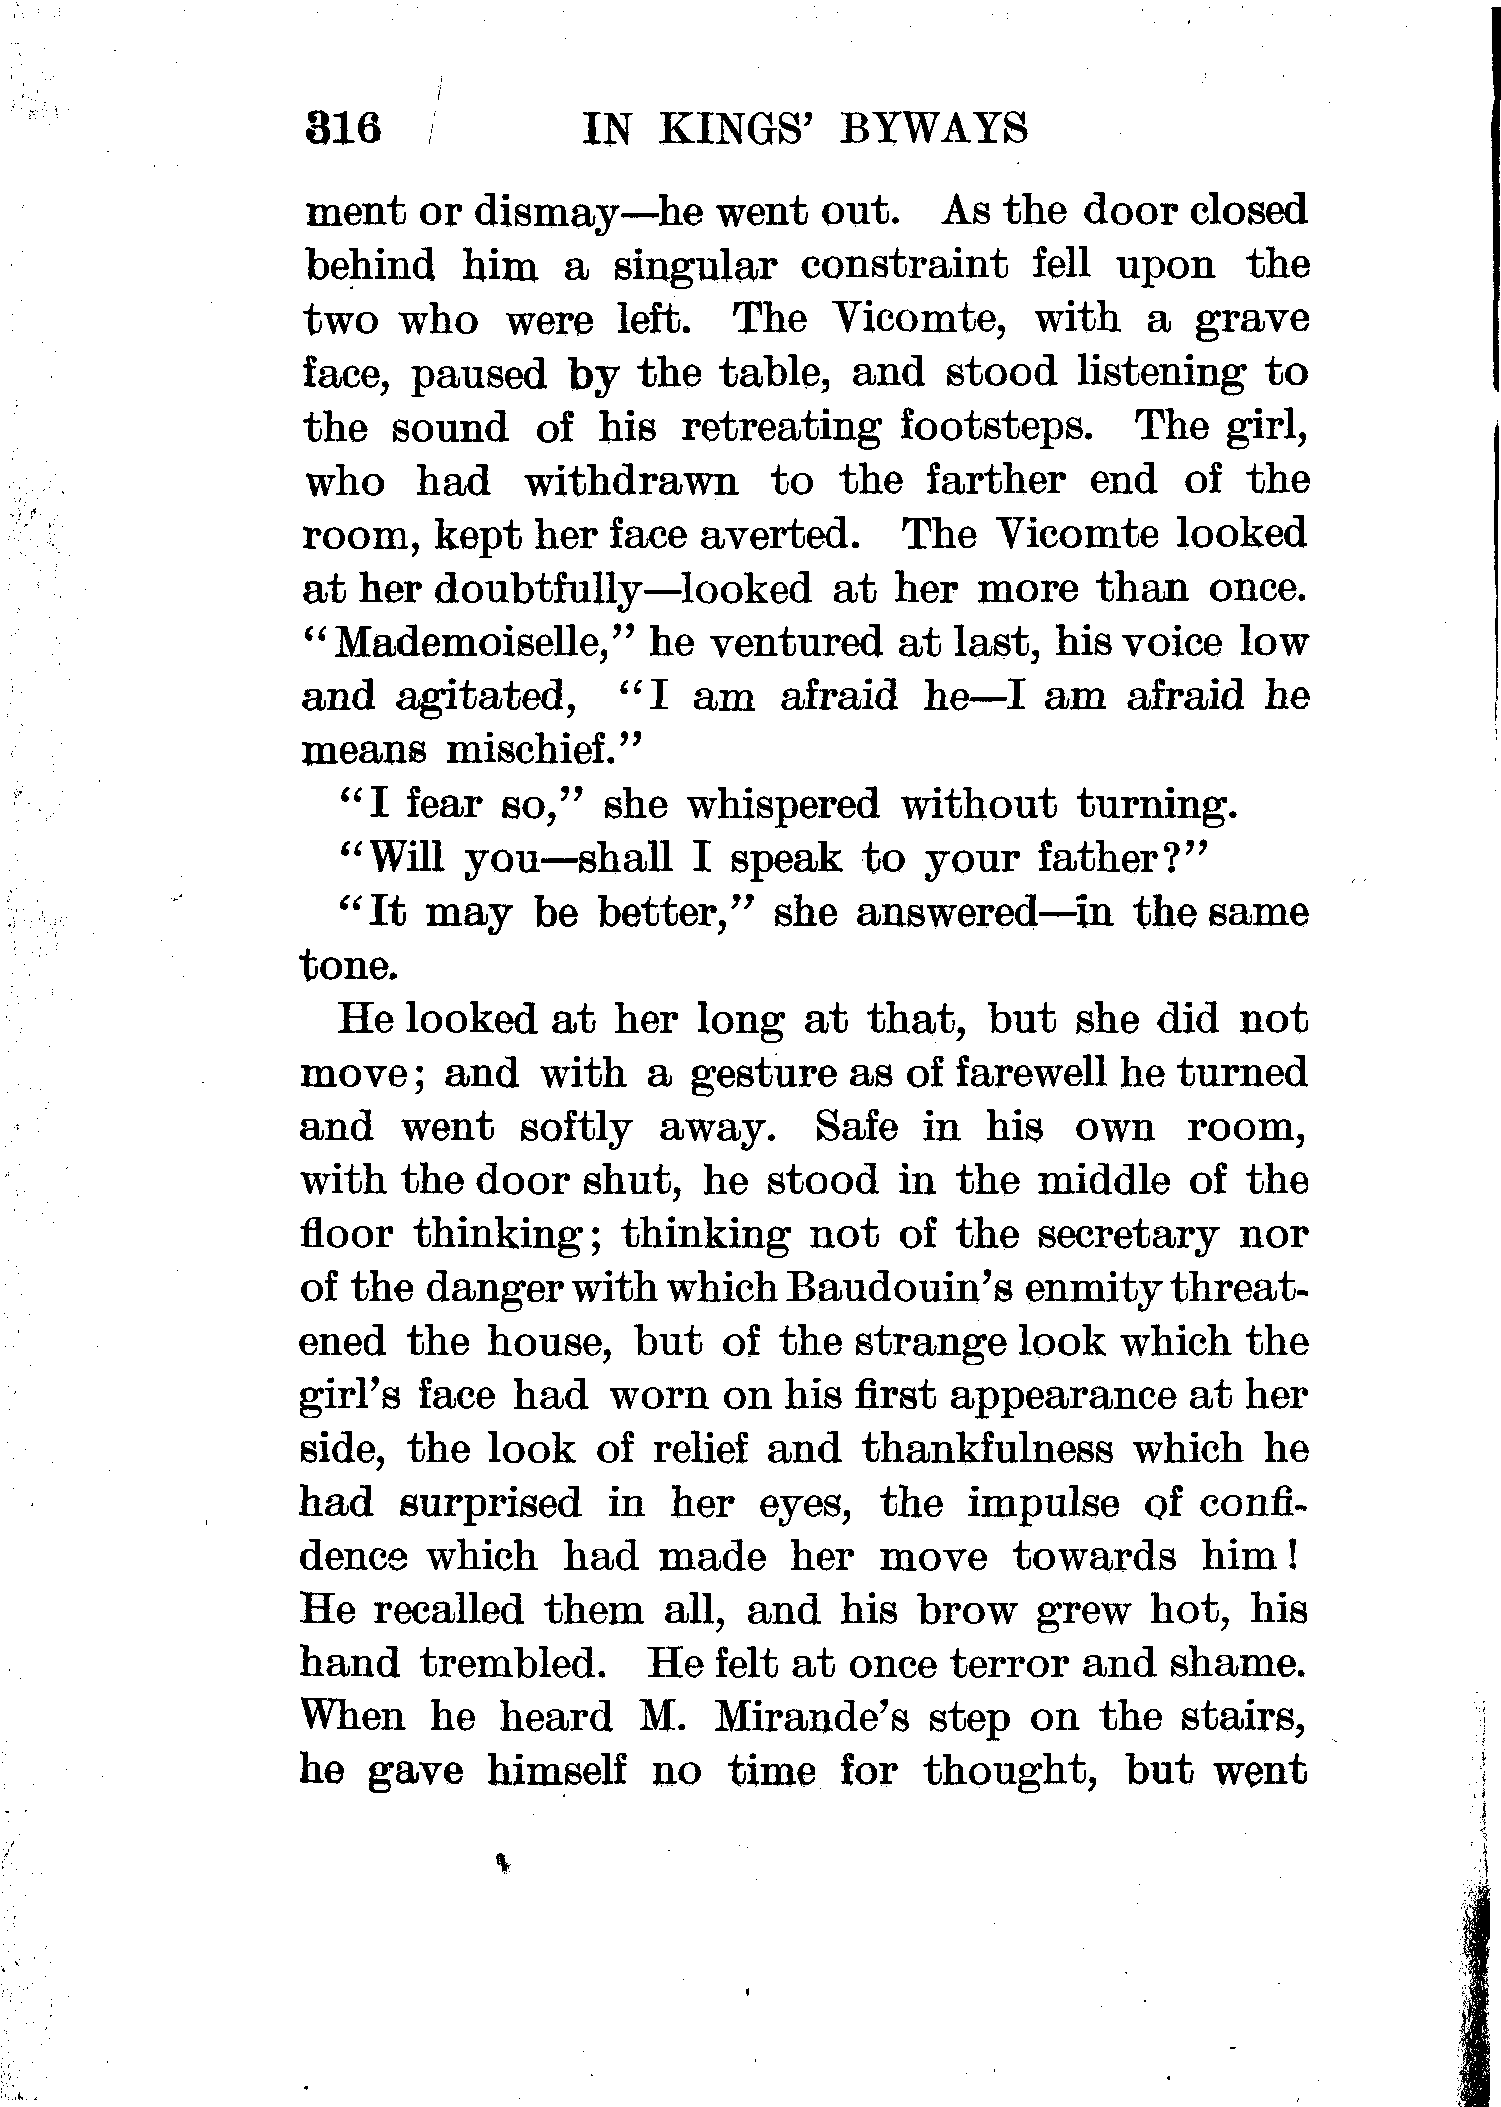 316 IN KINGS' BYWAYS
ment or dismay—he went out. As the door closed
behind him a singular constraint fell upon the
two who were left. The Vicomte, with a grave
face, paused by the table, and stood listening to
the sound of his retreating footsteps. The girl,
who had withdrawn to the farther end of the
room, kept her face averted. The Vicomte looked
at her doubtfully—looked at her more than once.
"Mademoiselle," he ventured at last, his voice low
and agitated, "I am afraid he—I am afraid he
means mischief."
"I fear so," she whispered without turning.
"Will you—shall I speak to your father?"
"It may be better," she answered—in the same
tone.
He looked at her long at that, but she did not
move; and with a gesture as of farewell he turned
and went softly away. Safe in his own room,
with the door shut, he stood in the middle of the
floor thinking; thinking not of the secretary nor
of the danger with which Baudouin's enmity threat-
ened the house, but of the strange look which the
girl's face had worn on his first appearance at her
side, the look of relief and thankfulness which he
had surprised in her eyes, the impulse of confi-
dence which had made her move towards him!
He recalled them all, and his brow grew hot, his
hand trembled. He felt at once terror and shame.
When he heard M. Mirande's step on the stairs,
he gave himself no time for thought, but went